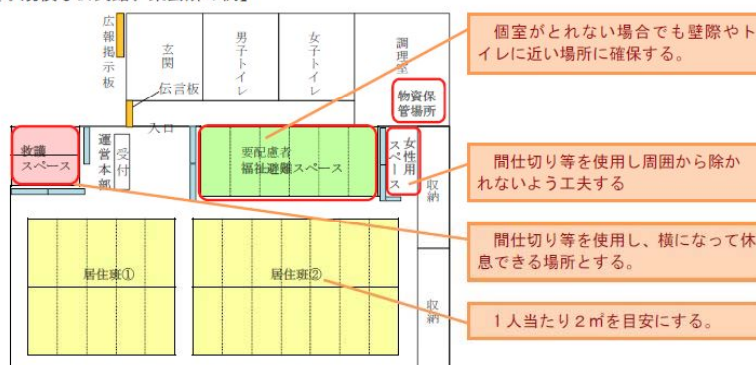 広報掲示板
玄関
男子トイレ
女子トイレ
調理室
伝言板
入口
物資保
管場所
救護
スペース
運営本部
受付
要配慮者
福祉避難スペース
女性用
スペース
収納
居住班①
居住班②
収納
個室がとれない場合でも壁際やト
イレに近い場所に確保する。
間仕切り等を使用し周囲から除か
れないよう工夫する
間仕切り等を使用し、横になって休
息できる場所とする。
1人当たり2㎡を目安にする。